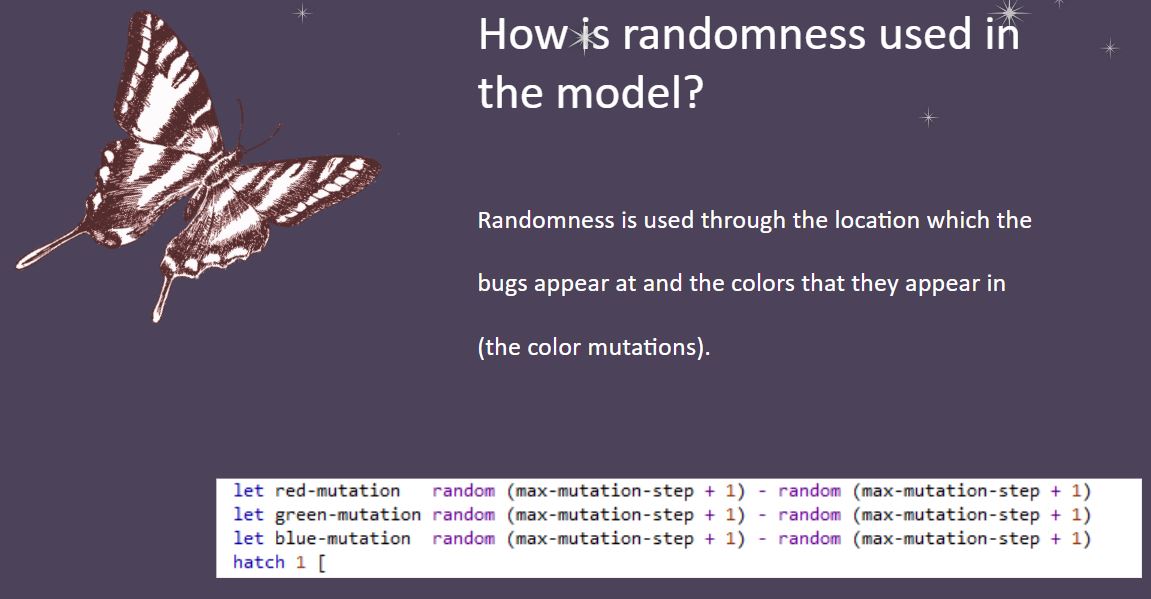 How is randomness used in
the model?
Randomness is used through the location which the
bugs appear at and the colors that they appear in
(the color mutations).
let red-mutation   random (max-mutation-step + 1) - random (max-mutation-step + 1)
let green-mutation random (max-mutation-step + 1) - random (max-mutation-step + 1)
let blue-mutation  random (max-mutation-step + 1) - random (max-mutation-step + 1)
hatch 1 [